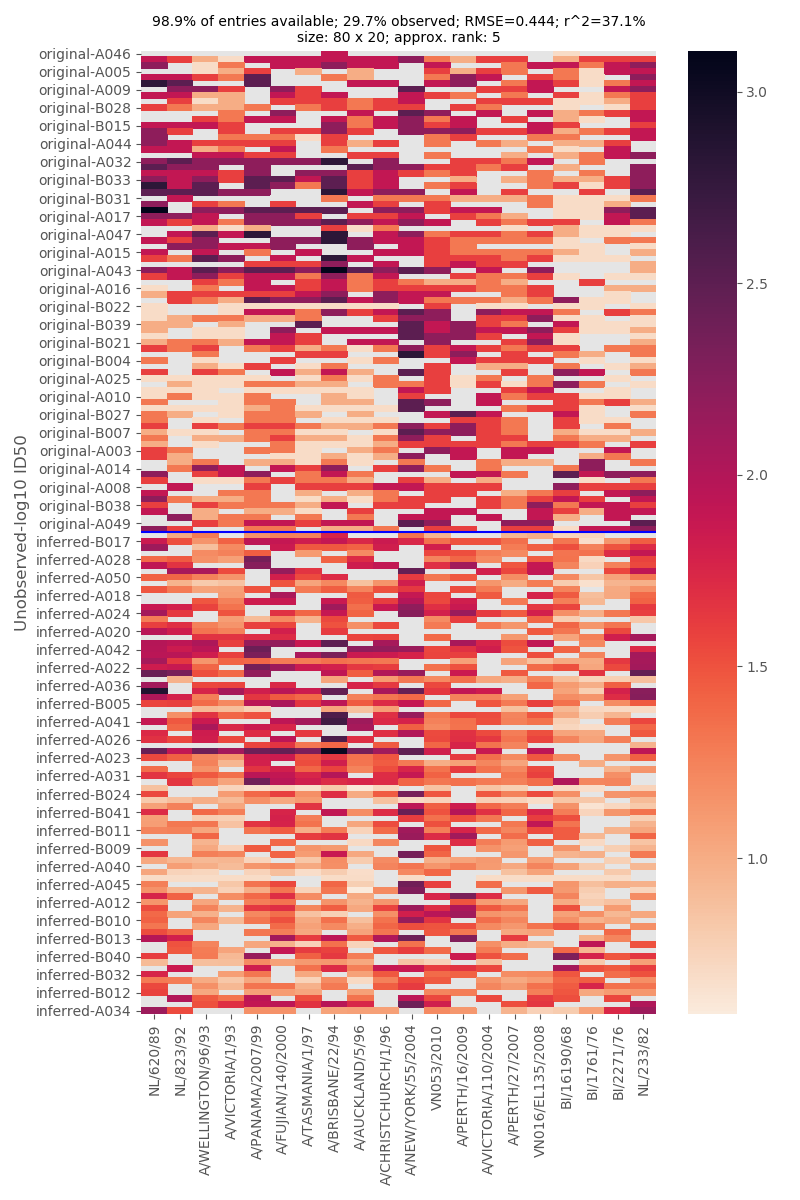 98.9% of entries available; 29.7% observed; RMSE=0.444; r^2=37.1%
size: 80 x 20; approx. rank: 5
Unobserved-log10 ID50
original-A046
original-A005
original-A009
original-B028
original-B015
original-A044
original-A032
original-B033
original-B031
original-A017
original-A047
original-A015
original-A043
original-A016
original-B022
original-B039
original-B021
original-B004
original-A025
original-A010
original-B027
original-B007
original-A003
original-A014
original-A008
original-B038
original-A049
inferred-B017
inferred-A028
inferred-A050
inferred-A018
inferred-A024
inferred-A020
inferred-A042
inferred-A022
inferred-A036
inferred-B005
inferred-A041
inferred-A026
inferred-A023
inferred-A031
inferred-B024
inferred-B041
inferred-B011
inferred-B009
inferred-A040
inferred-A045
inferred-A012
inferred-B010
inferred-B013
inferred-B040
inferred-B032
inferred-B012
inferred-A034
NL/620/89
NL/823/92
A/WELLINGTON/96/93
A/VICTORIA/1/93
A/PANAMA/2007/99
A/FUJIAN/140/2000
A/TASMANIA/1/97
A/BRISBANE/22/94
A/AUCKLAND/5/96
A/CHRISTCHURCH/1/96
A/NEW/YORK/55/2004
VN053/2010
A/PERTH/16/2009
A/VICTORIA/110/2004
A/PERTH/27/2007
VN016/EL135/2008
BI/16190/68
BI/1761/76
BI/2271/76
NL/233/82
3.0
2.5
2.0
1.5
1.0